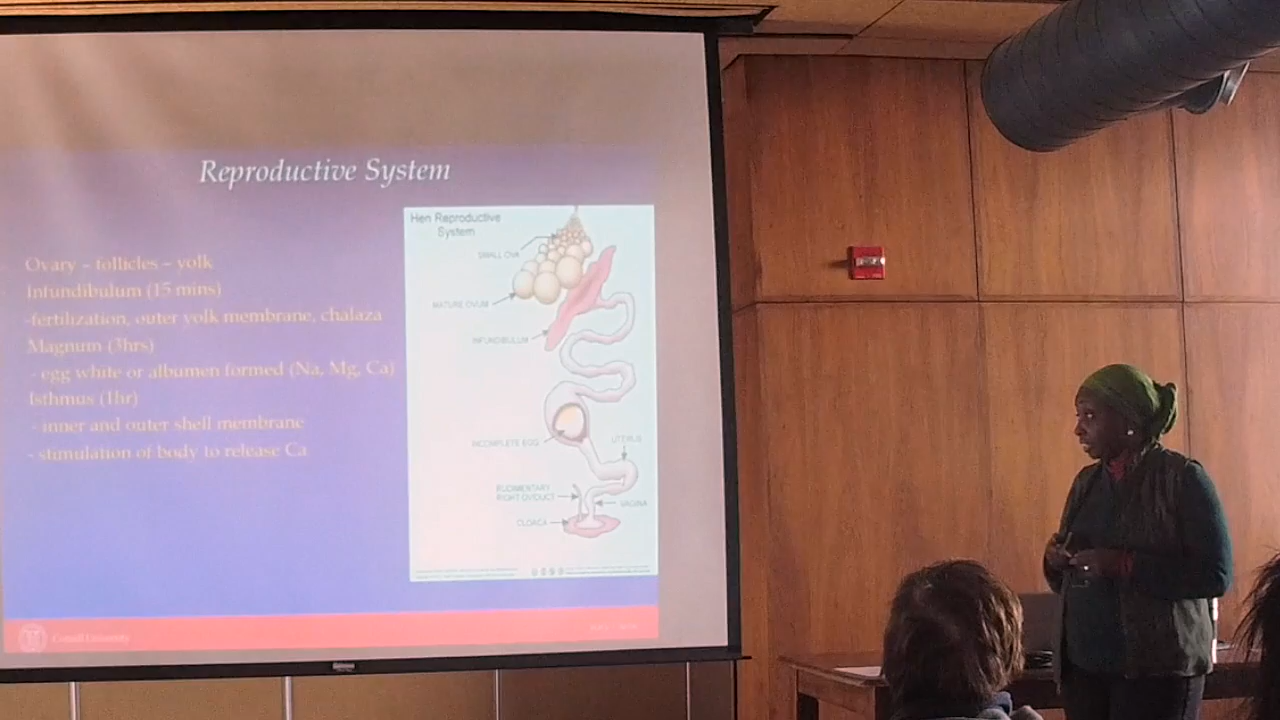 Reproductive System
Ovary – follicles – yolk
Infundibulum (15 mins)
-fertilization, outer yolk membrane, chalaza
Magnum (3hrs)
- egg white or albumen formed (Na, Mg, Ca)
Isthmus (1hr)
- inner and outer shell membrane
- stimulation of body to release Ca
Hen Reproductive
System
SMALL OVA
MATURE OVUM
INFUNDIBULUM
INCOMPLETE EGG
UTERUS
RUDIMENTARY
RIGHT OVIDUCT
VAGINA
CLOACA
Cornell University